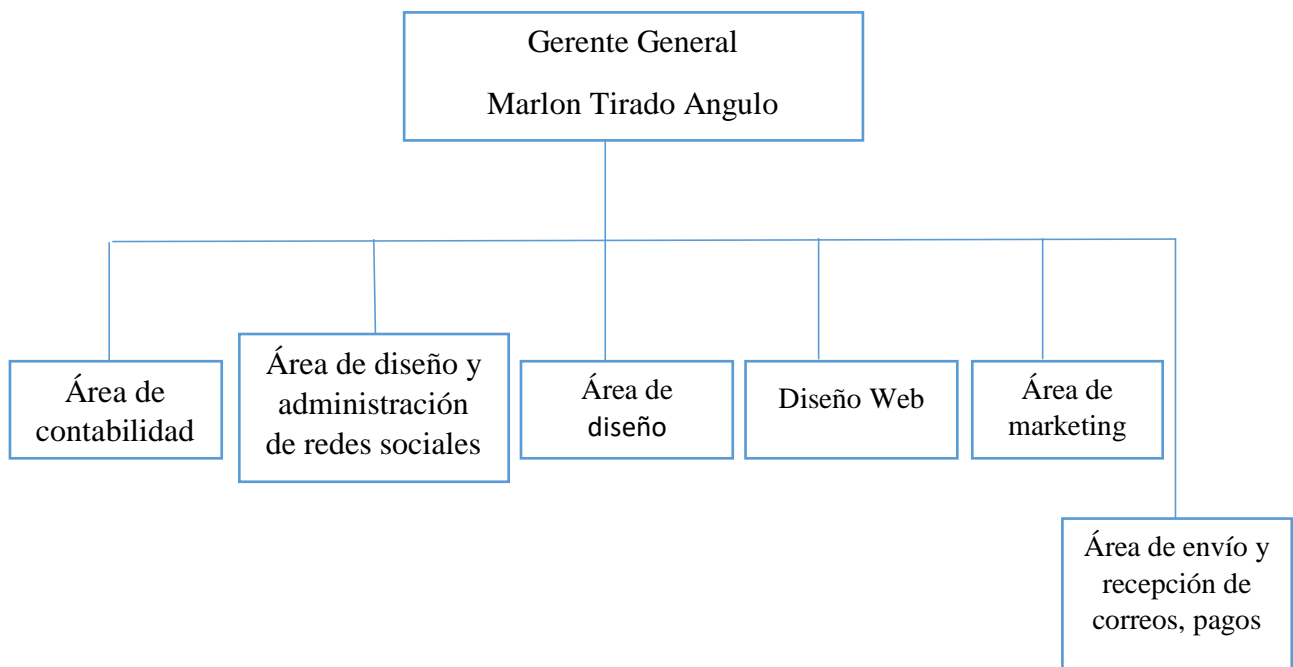 Gerente General
Marlon Tirado Angulo
Área de
contabilidad
Área de diseño y
administración
de redes sociales
Área de
diseño
Diseño Web
Área de
marketing
Área de envío y
recepción de
correos, pagos